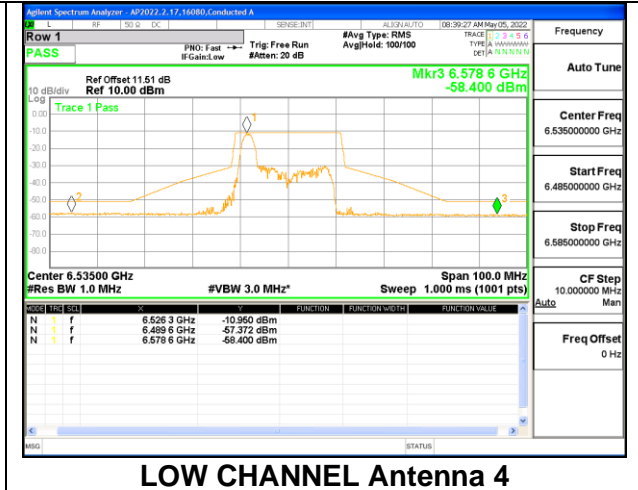 Agilent Spectrum Analyzer - AP2022.2.17,16080,Conducted A
L RF 50 Ω DC SENSE:INT ALIGN AUTO 08:39:27 AM May 05, 2022
Row 1
PASS
PNO: Fast
IFGain:Low
Trig: Free Run
#Atten: 20 dB
#Avg Type: RMS
Avg|Hold: 100/100
TRACE 1 2 3 4 5 6
TYPE A WWWWW
DET A N N N N N
Frequency
Mkr3 6.578 6 GHz
-58.400 dBm
Ref Offset 11.51 dB
10 dB/div Ref 10.00 dBm
Log
Trace 1 Pass
0.00
-10.0
-20.0
-30.0
-40.0
-50.0
-60.0
-70.0
-80.0
1
2
3
Center 6.53500 GHz
Span 100.0 MHz
#Res BW 1.0 MHz #VBW 3.0 MHz* Sweep 1.000 ms (1001 pts)
MODE TRC SCL X Y FUNCTION FUNCTION WIDTH FUNCTION VALUE
N 1 f 6.526 3 GHz -10.950 dBm
N 1 f 6.489 6 GHz -57.372 dBm
N 1 f 6.578 6 GHz -58.400 dBm
MSG STATUS
Auto Tune
Center Freq
6.535000000 GHz
Start Freq
6.485000000 GHz
Stop Freq
6.585000000 GHz
CF Step
10.000000 MHz
Auto Man
Freq Offset
0 Hz
LOW CHANNEL Antenna 4